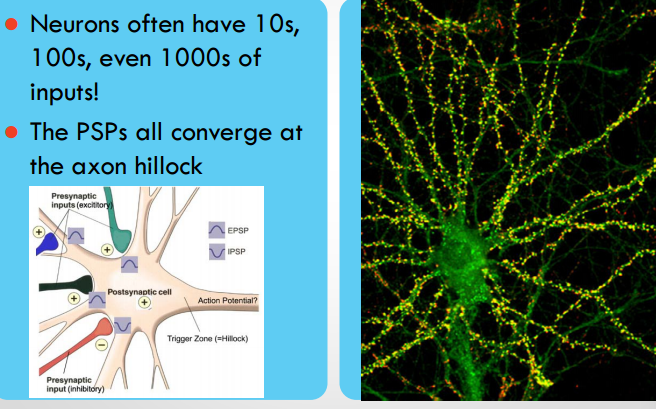 Neurons often have 10s,
100s, even 1000s of
inputs!
The PSPs all converge at
the axon hillock
Presynaptic
inputs (excititory)
+
+
EPSP
IPSP
+
Postsynaptic cell
+
Action Potential?
−
Trigger Zone (=Hillock)
Presynaptic
input (inhibitory)